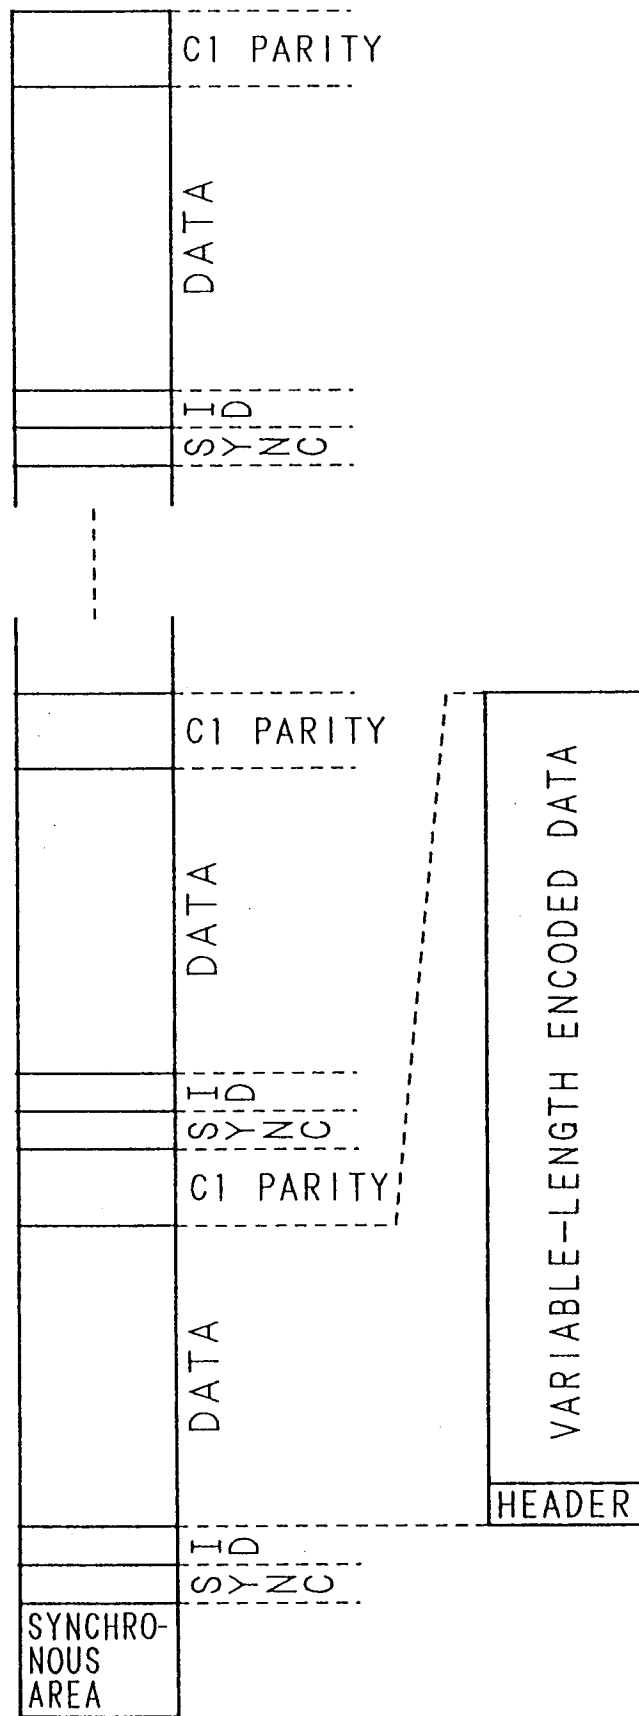 C1 PARITY
DATA
ID
SYNC
C1 PARITY
DATA
ID
SYNC
C1 PARITY
DATA
ID
SYNC
SYNCHRO-
NOUS
AREA
VARIABLE-LENGTH ENCODED DATA
HEADER